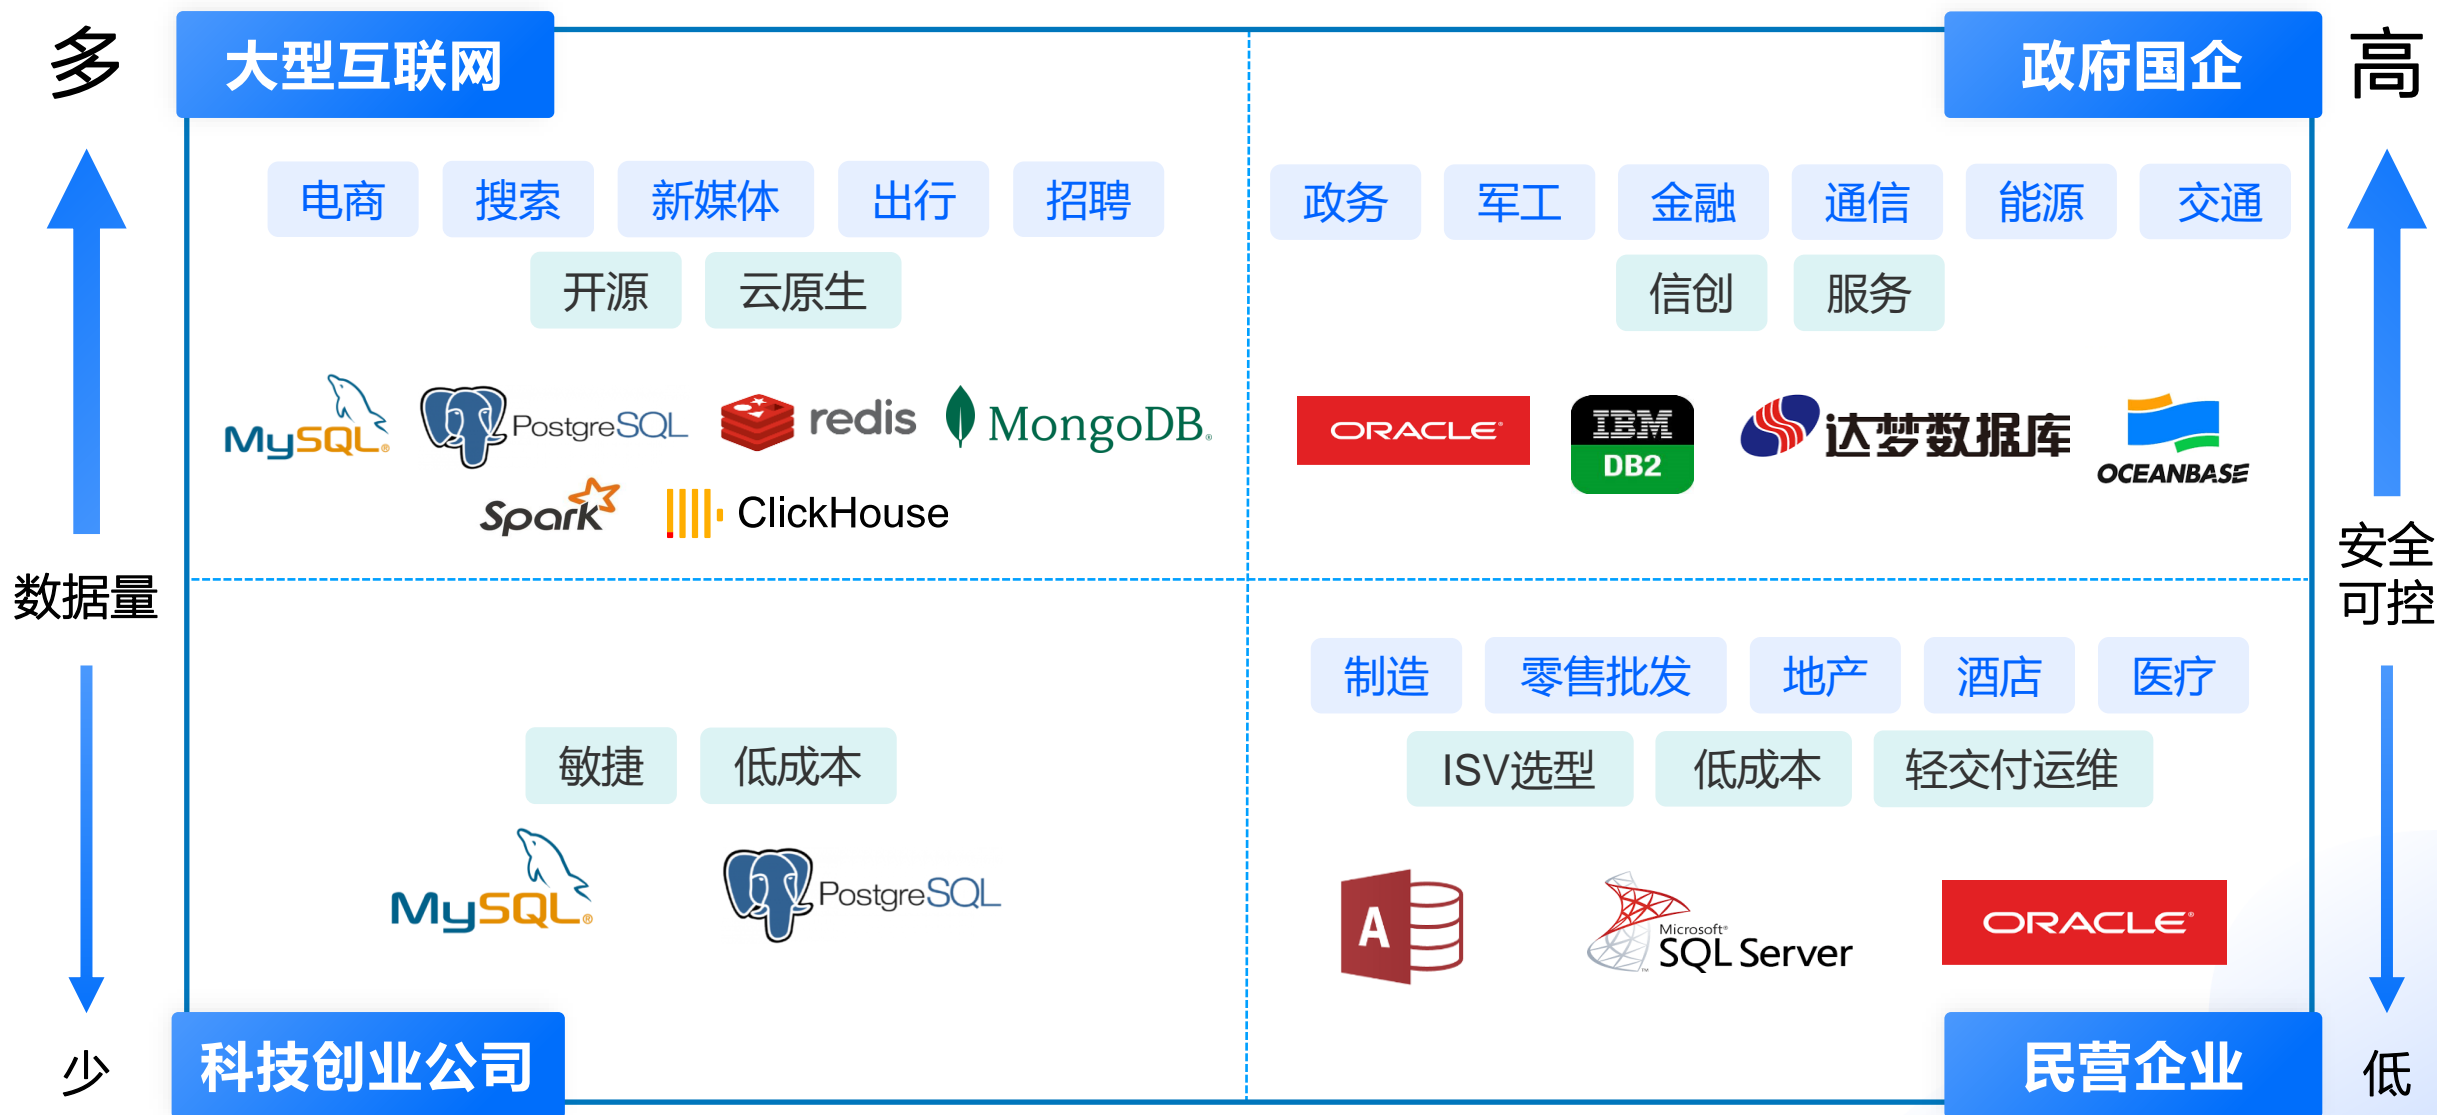 多
大型互联网
政府国企
高
电商 搜索 新媒体 出行 招聘
政务 军工 金融 通信 能源 交通
开源 云原生
信创 服务
MySQL®
PostgreSQL
redis
MongoDB®
ORACLE®
IBM
DB2
达梦数据库
OCEANBASE
Spark
ClickHouse
数据量
安全
可控
制造 零售批发 地产 酒店 医疗
敏捷 低成本
ISV选型 低成本 轻交付运维
MySQL®
PostgreSQL
A
Microsoft®
SQL Server
™
ORACLE®
少
科技创业公司
民营企业
低